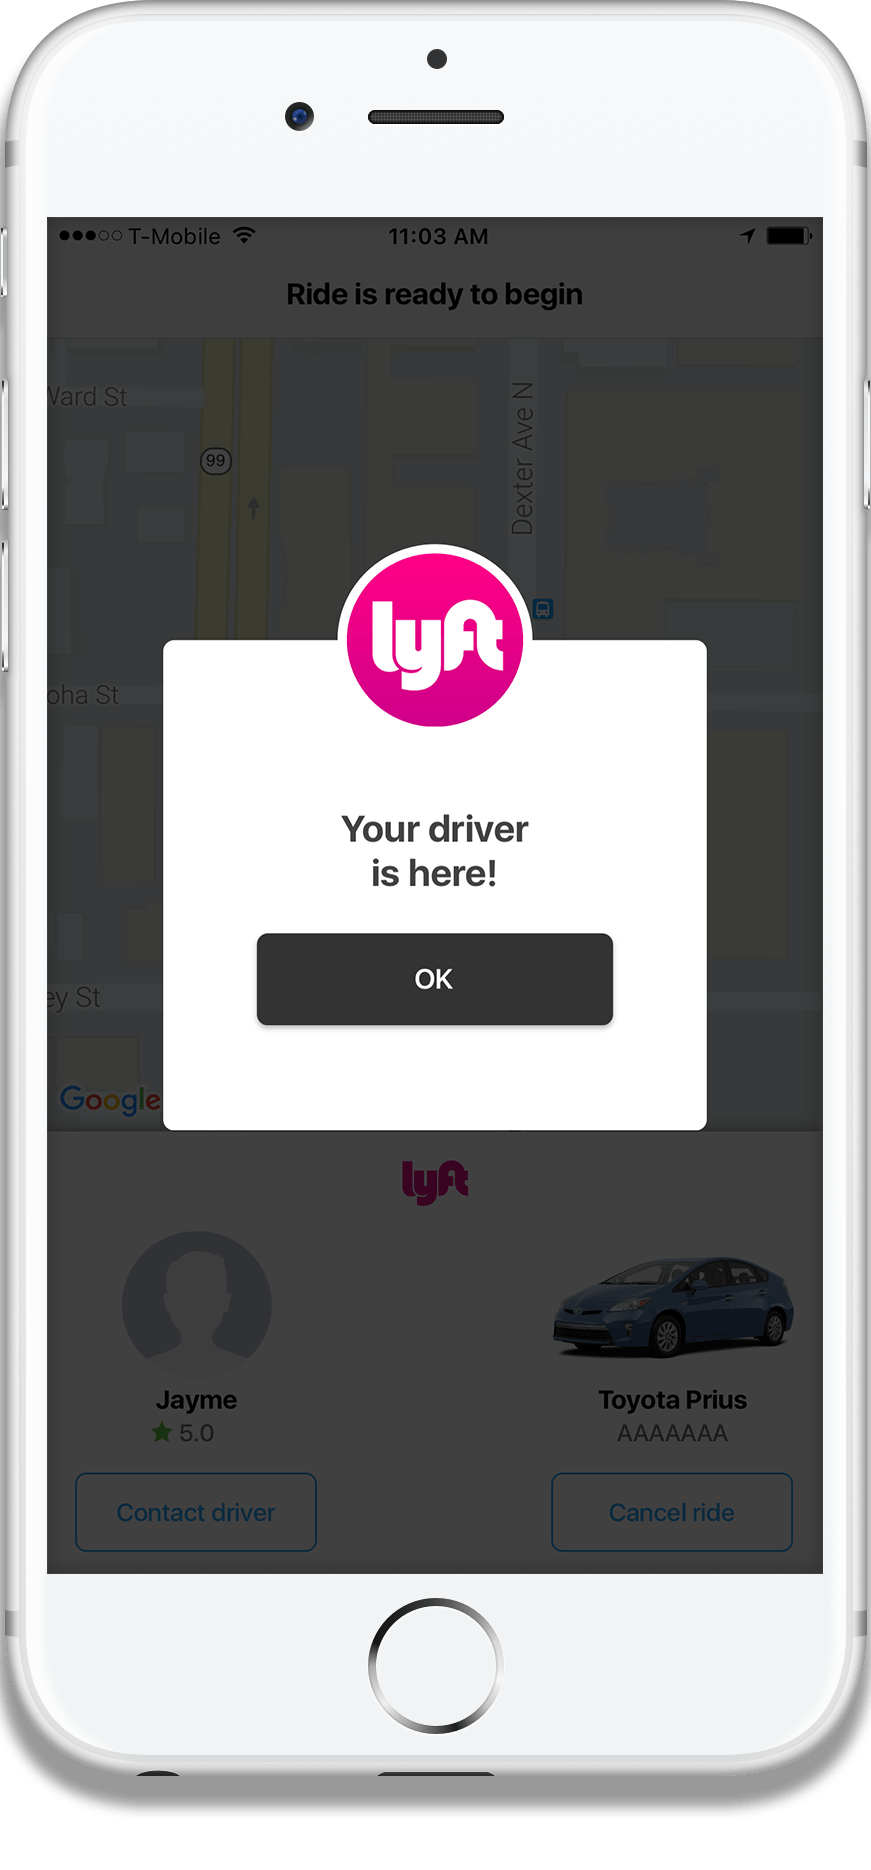 T-Mobile 11:03 AM
Ride is ready to begin
Ward St
99
Dexter Ave N
lyft
oha St
Your driver
is here!
OK
ey St
Google
lyft
Jayme
5.0
Toyota Prius
AAAAAAA
Contact driver
Cancel ride